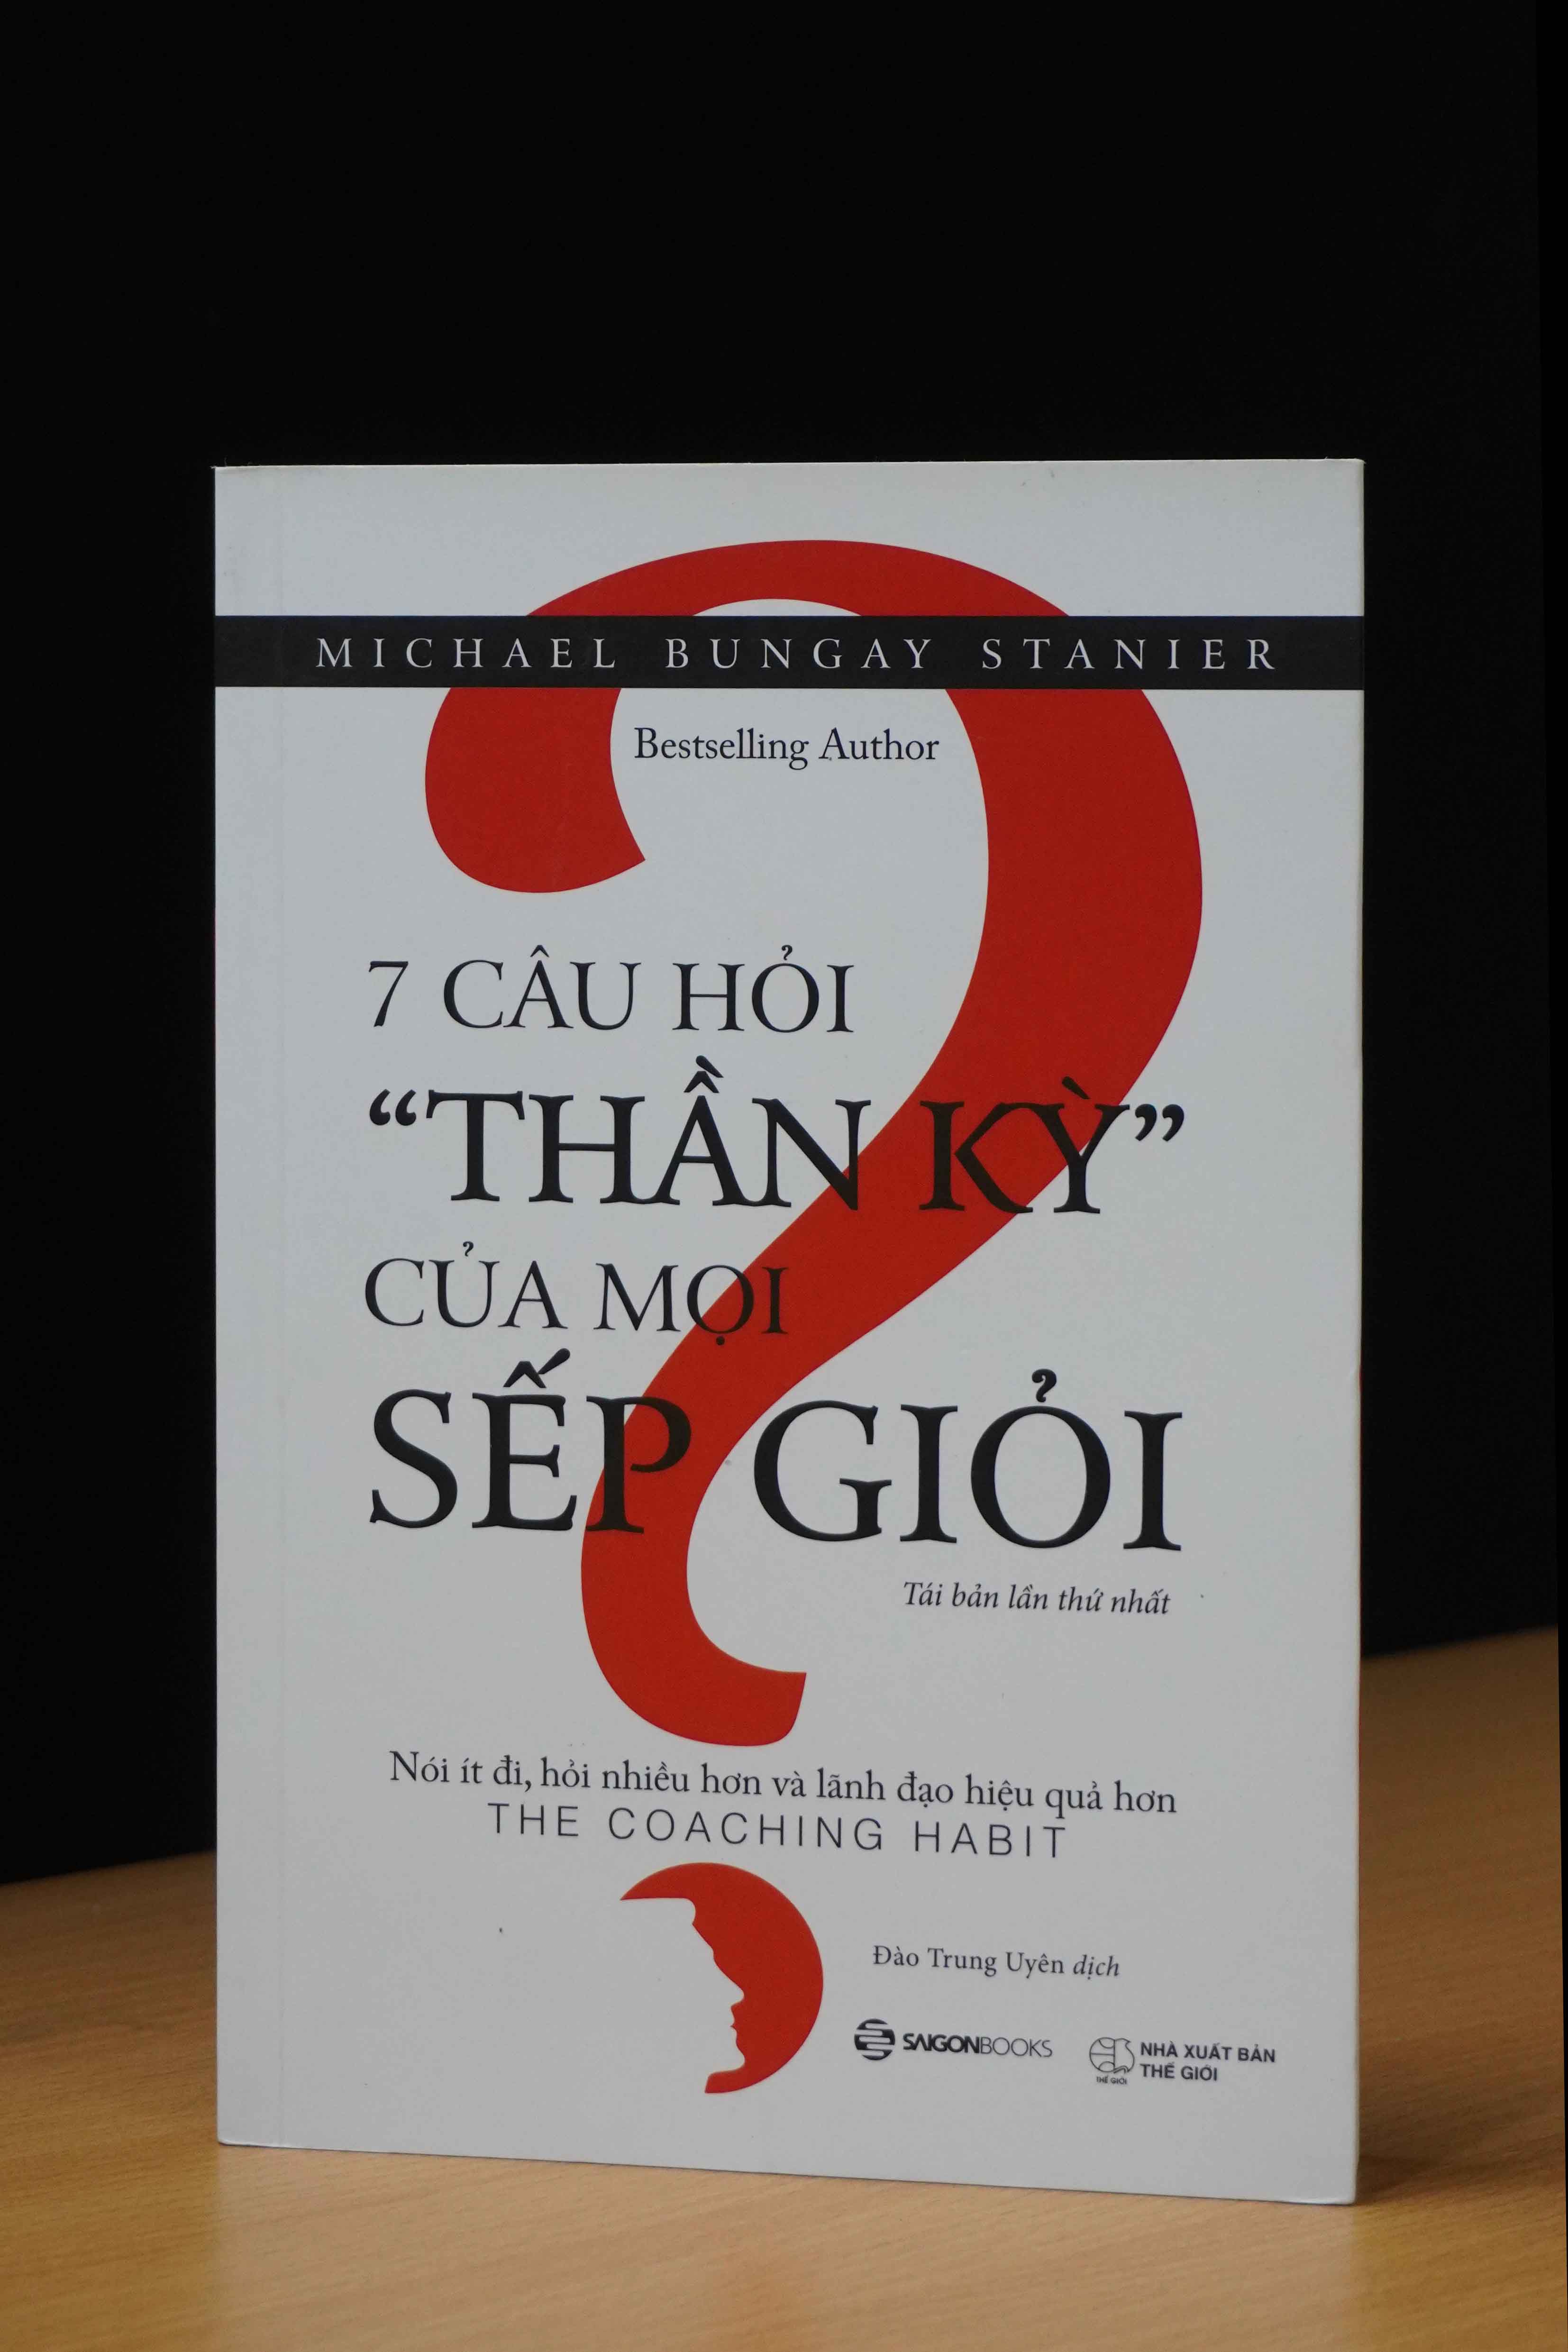 MICHAEL BUNGAY STANIER
Bestselling Author
7 CÂU HỎI
“THẦN KỲ”
CỦA MỌI
SẾP GIỎI
Tái bản lần thứ nhất
Nói ít đi, hỏi nhiều hơn và lãnh đạo hiệu quả hơn
THE COACHING HABIT
Đào Trung Uyên dịch
SAIGONBOOKS
THẾ GIỚI
NHÀ XUẤT BẢN
THẾ GIỚI